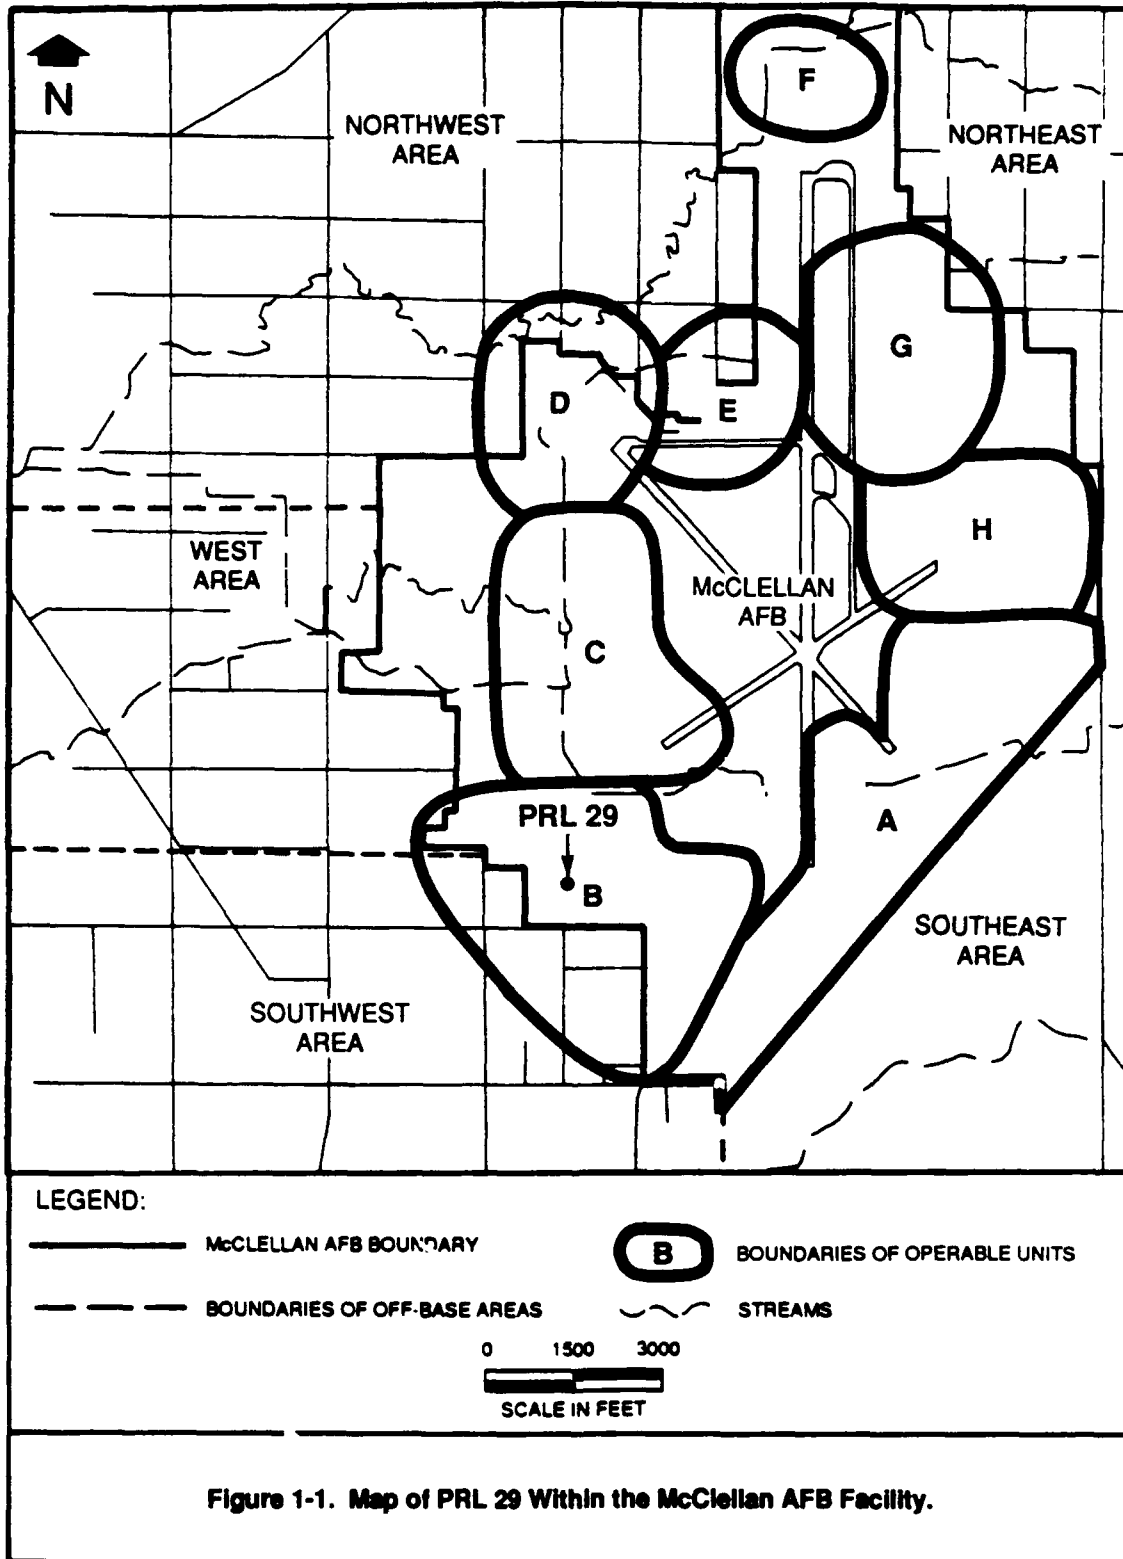 N
F
NORTHWEST
AREA
NORTHEAST
AREA
G
D
E
H
WEST
AREA
McCLELLAN
AFB
C
PRL 29
A
B
SOUTHEAST
AREA
SOUTHWEST
AREA
LEGEND:
McCLELLAN AFB BOUNDARY
B
BOUNDARIES OF OPERABLE UNITS
BOUNDARIES OF OFF-BASE AREAS
STREAMS
0 1500 3000
SCALE IN FEET
Figure 1-1. Map of PRL 29 Within the McClellan AFB Facility.